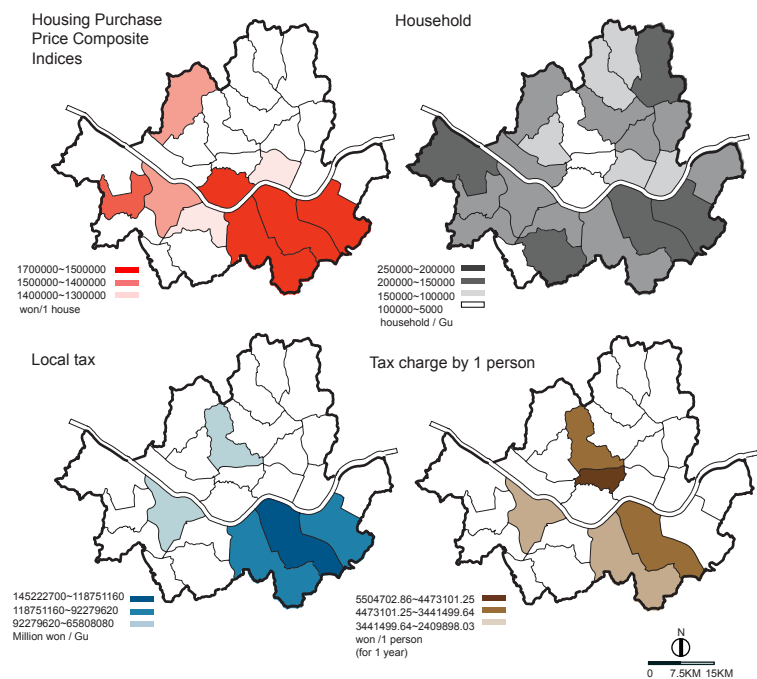 Housing Purchase
Price Composite
Indices
1700000~1500000
1500000~1400000
1400000~1300000
won/1 house
Household
250000~200000
200000~150000
150000~100000
100000~5000
household / Gu
Local tax
145222700~118751160
118751160~92279620
92279620~65808080
Million won / Gu
Tax charge by 1 person
5504702.86~4473101.25
4473101.25~3441499.64
3441499.64~2409898.03
won /1 person
(for 1 year)
N
0 7.5KM 15KM